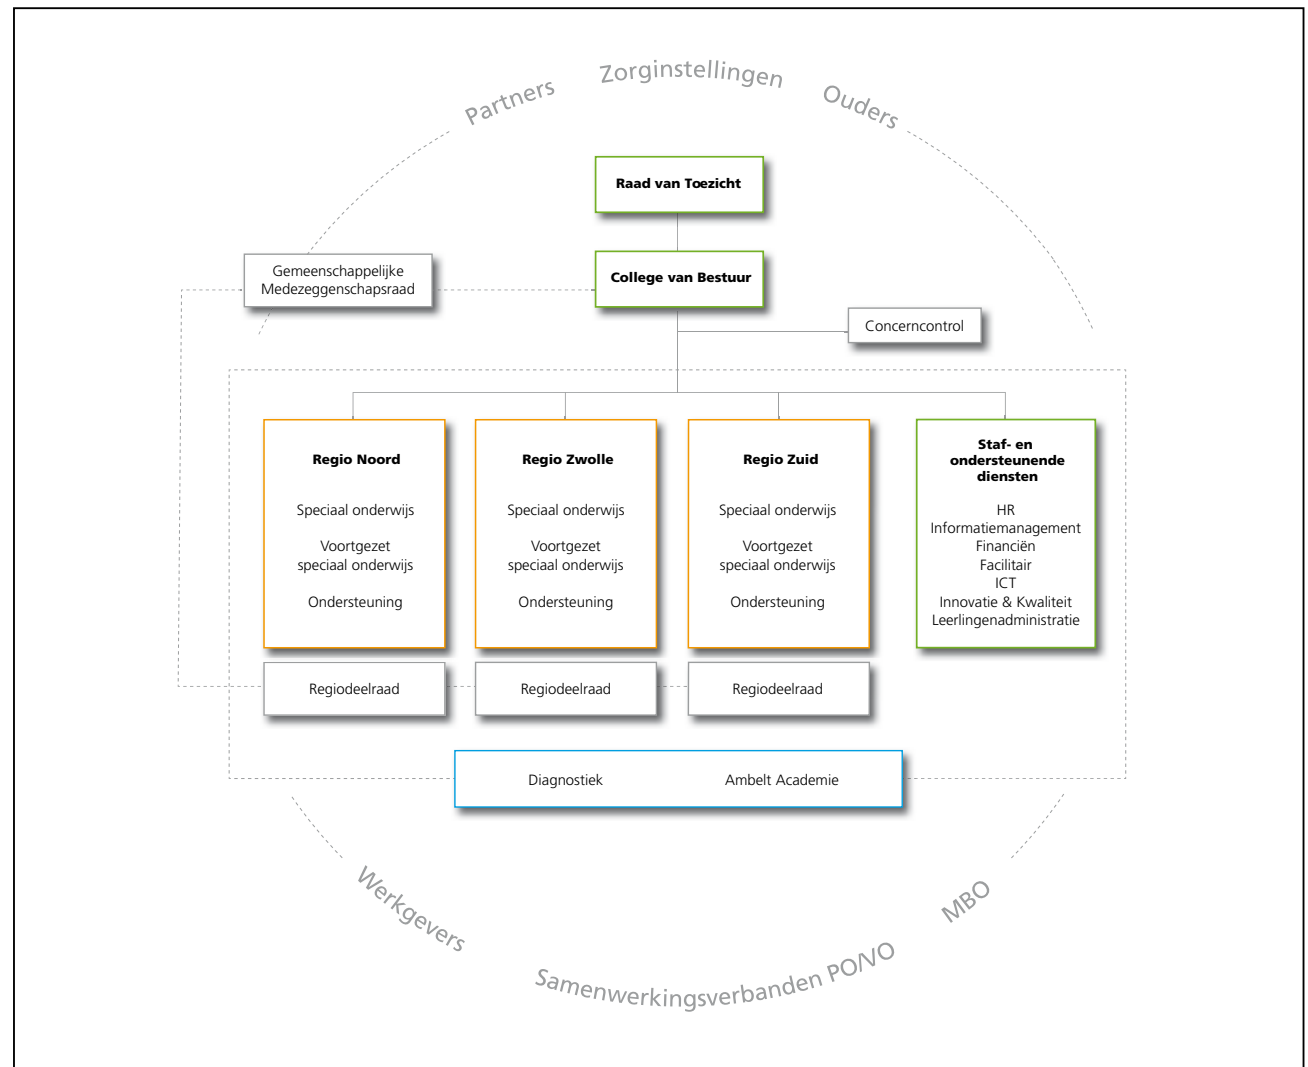 Partners
Zorginstellingen
Ouders
Raad van Toezicht
Gemeenschappelijke
Medezeggenschapsraad
College van Bestuur
Concerncontrol
Regio Noord
Speciaal onderwijs
Voortgezet
speciaal onderwijs
Ondersteuning
Regio Zwolle
Speciaal onderwijs
Voortgezet
speciaal onderwijs
Ondersteuning
Regio Zuid
Speciaal onderwijs
Voortgezet
speciaal onderwijs
Ondersteuning
Staf- en
ondersteunende
diensten
HR
Informatiemanagement
Financiën
Facilitair
ICT
Innovatie & Kwaliteit
Leerlingenadministratie
Regiodeelraad
Regiodeelraad
Regiodeelraad
Diagnostiek
Ambelt Academie
Werkgevers
Samenwerkingsverbanden PO/VO
MBO